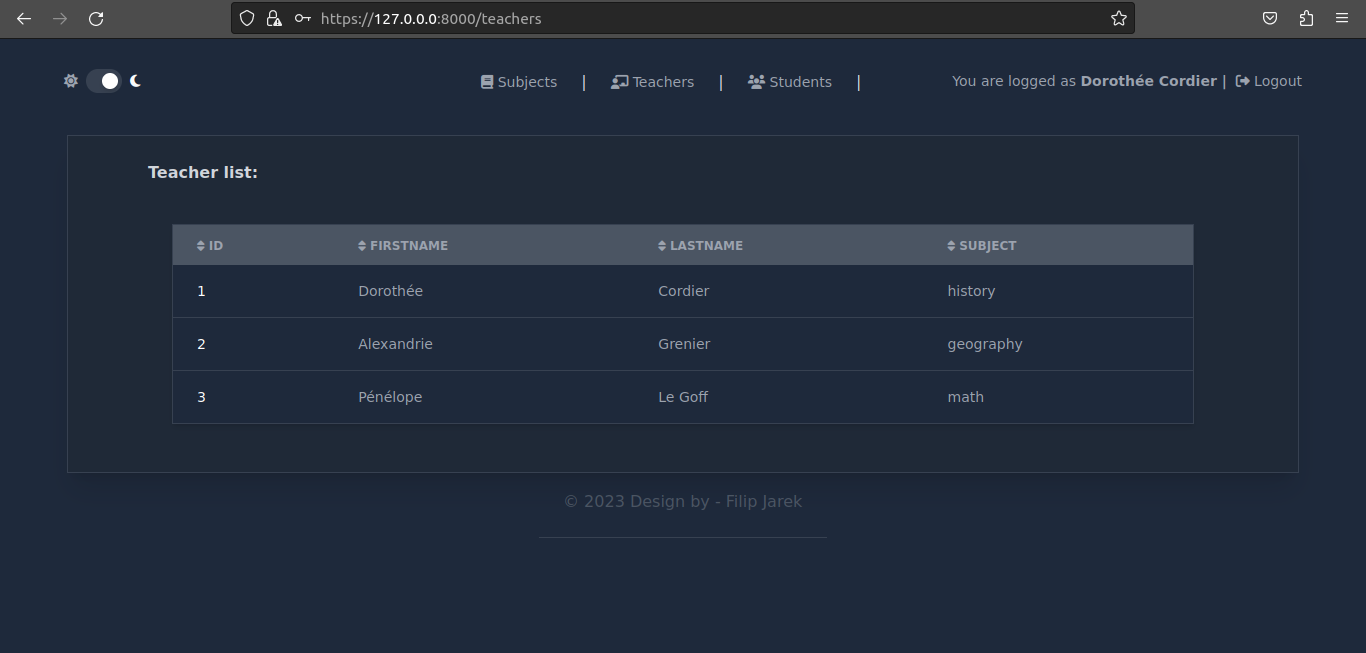 https://127.0.0.0:8000/teachers
Subjects | Teachers | Students | You are logged as Dorothée Cordier | Logout
Teacher list:
ID FIRSTNAME LASTNAME SUBJECT
1 Dorothée Cordier history
2 Alexandrie Grenier geography
3 Pénélope Le Goff math
© 2023 Design by - Filip Jarek